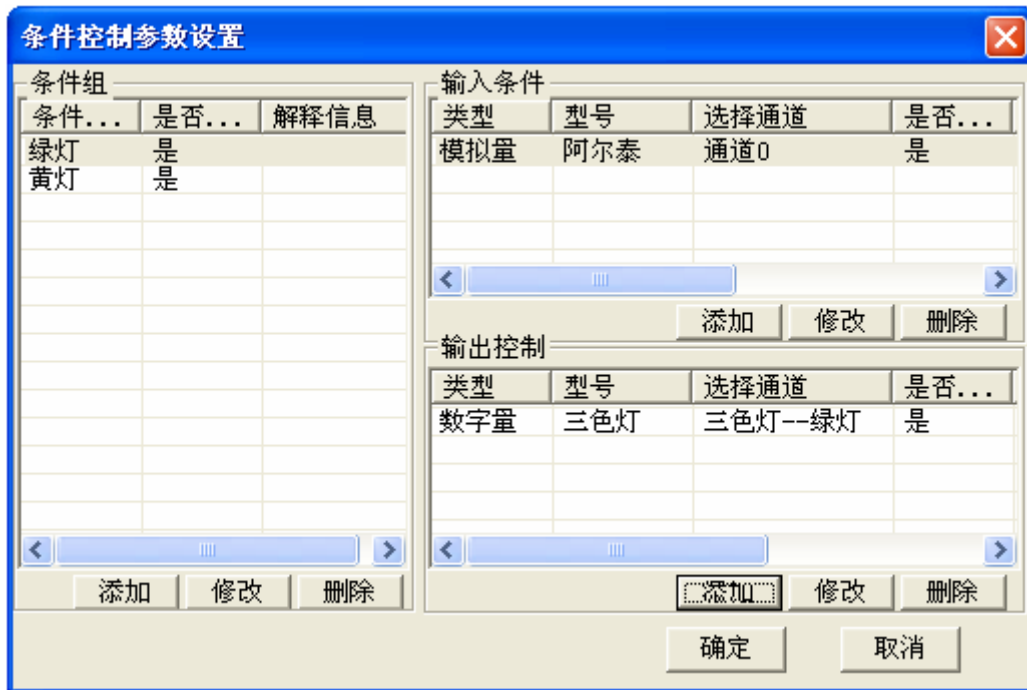 条件控制参数设置
条件组
条件... 是否... 解释信息
绿灯 是
黄灯 是
添加 修改 删除
输入条件
类型 型号 选择通道 是否...
模拟量 阿尔泰 通道0 是
添加 修改 删除
输出控制
类型 型号 选择通道 是否...
数字量 三色灯 三色灯--绿灯 是
添加 修改 删除
确定 取消